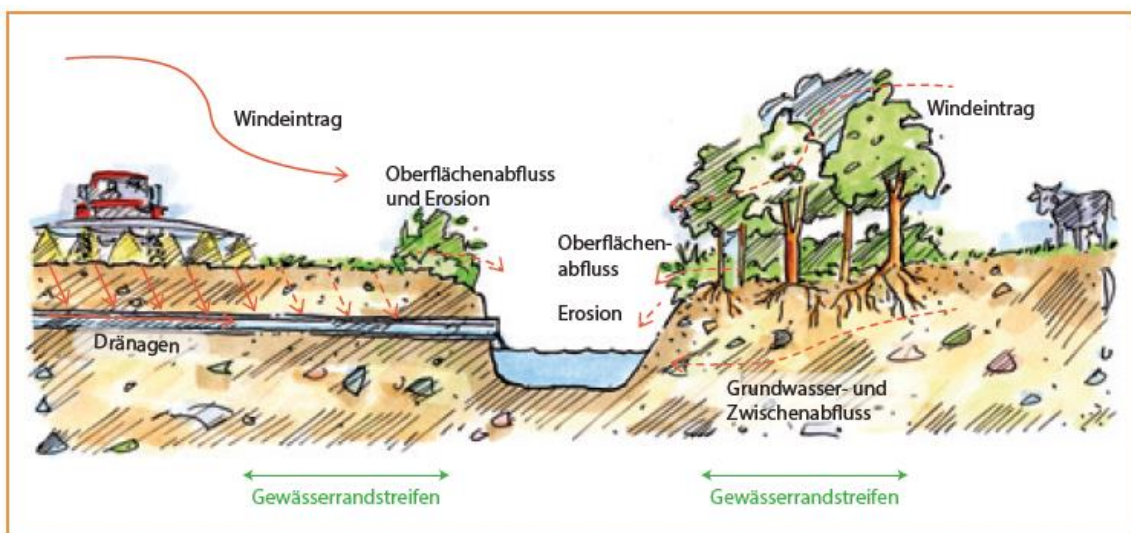 Windeintrag
Oberflächenabfluss
und Erosion
Dränagen
Windeintrag
Oberflächen-
abfluss
Erosion
Grundwasser- und
Zwischenabfluss
Gewässerrandstreifen
Gewässerrandstreifen